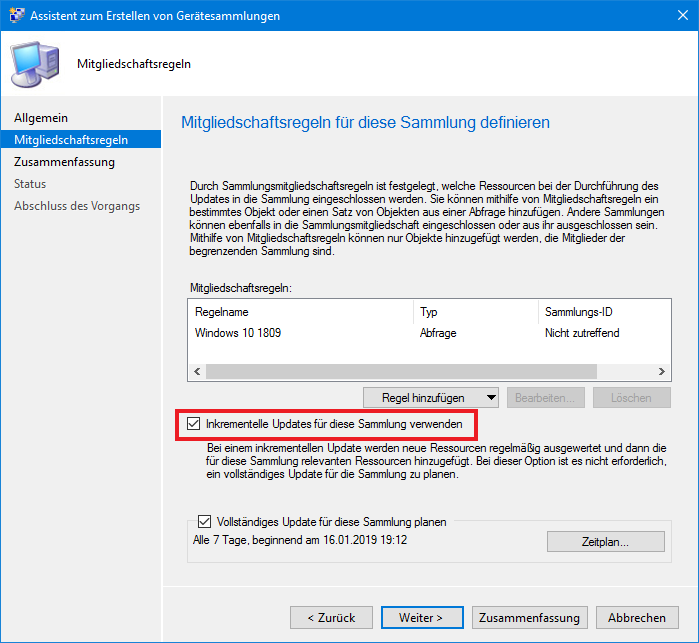 Assistent zum Erstellen von Gerätesammlungen
Mitgliedschaftsregeln
Allgemein
Mitgliedschaftsregeln
Zusammenfassung
Status
Abschluss des Vorgangs
Mitgliedschaftsregeln für diese Sammlung definieren
Durch Sammlungsmitgliedschaftsregeln ist festgelegt, welche Ressourcen bei der Durchführung des
Updates in die Sammlung eingeschlossen werden. Sie können mithilfe von Mitgliedschaftsregeln ein
bestimmtes Objekt oder einen Satz von Objekten aus einer Abfrage hinzufügen. Andere Sammlungen
können ebenfalls in die Sammlungsmitgliedschaft eingeschlossen oder aus ihr ausgeschlossen sein.
Mithilfe von Mitgliedschaftsregeln können nur Objekte hinzugefügt werden, die Mitglieder der
begrenzenden Sammlung sind.
Mitgliedschaftsregeln:
Regelname Typ Sammlungs-ID
Windows 10 1809 Abfrage Nicht zutreffend
Regel hinzufügen Bearbeiten... Löschen
Inkrementelle Updates für diese Sammlung verwenden
Bei einem inkrementellen Update werden neue Ressourcen regelmäßig ausgewertet und dann die
für diese Sammlung relevanten Ressourcen hinzugefügt. Bei dieser Option ist es nicht erforderlich,
ein vollständiges Update für die Sammlung zu planen.
Vollständiges Update für diese Sammlung planen
Alle 7 Tage, beginnend am 16.01.2019 19:12 Zeitplan...
< Zurück Weiter > Zusammenfassung Abbrechen